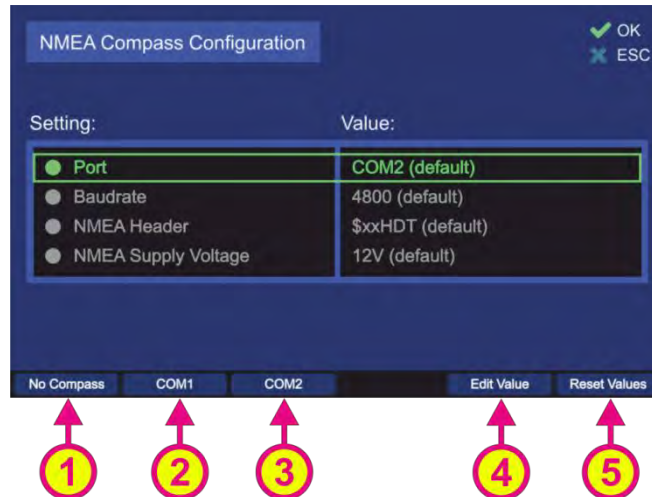 NMEA Compass Configuration
OK
ESC
Setting: Value:
Port COM2 (default)
Baudrate 4800 (default)
NMEA Header $xxHDT (default)
NMEA Supply Voltage 12V (default)
No Compass COM1 COM2 Edit Value Reset Values
1 2 3 4 5